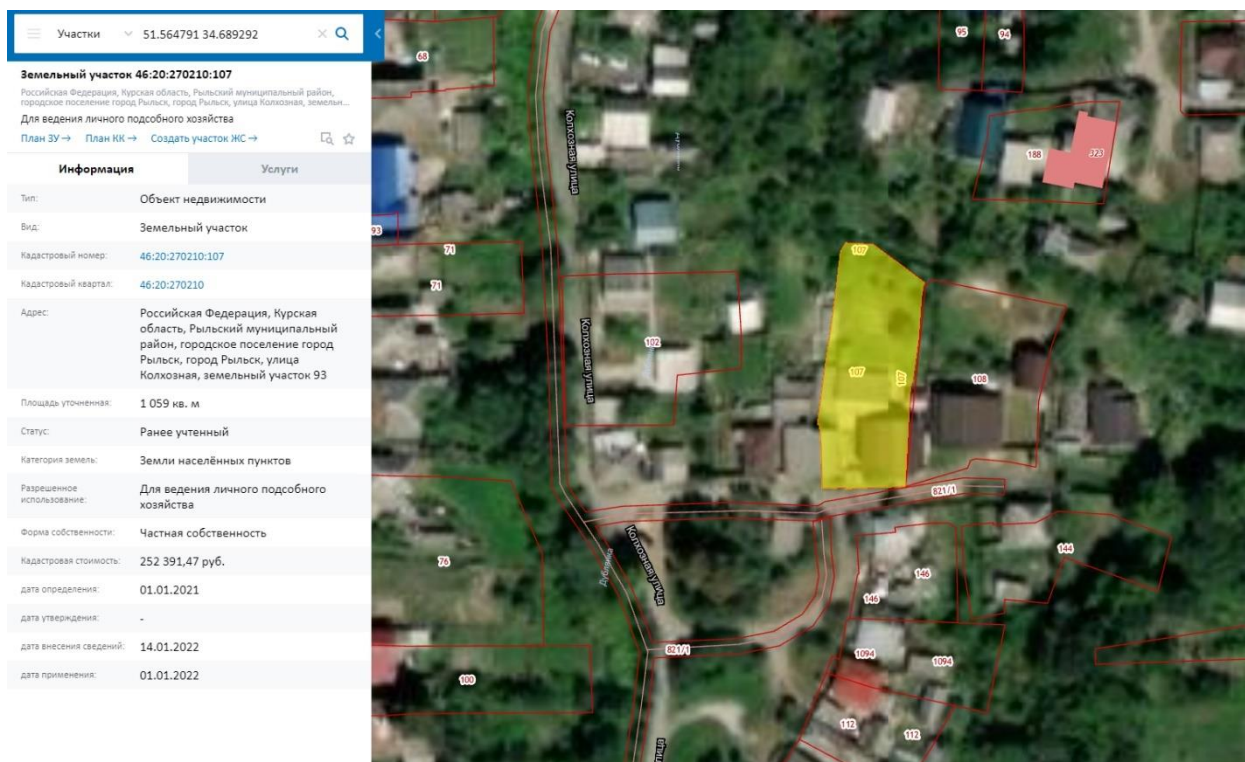 Участки 51.564791 34.689292
Земельный участок 46:20:270210:107
Российская Федерация, Курская область, Рыльский муниципальный район,
городское поселение город Рыльск, город Рыльск, улица Колхозная, земельн...
Для ведения личного подсобного хозяйства
План ЗУ→ План КК→ Создать участок ЖС→
Информация Услуги
Тип: Объект недвижимости
Вид: Земельный участок
Кадастровый номер: 46:20:270210:107
Кадастровый квартал: 46:20:270210
Адрес: Российская Федерация, Курская
область, Рыльский муниципальный
район, городское поселение город
Рыльск, город Рыльск, улица
Колхозная, земельный участок 93
Площадь уточненная: 1 059 кв. м
Статус: Ранее учтенный
Категория земель: Земли населённых пунктов
Разрешенное
использование: Для ведения личного подсобного
хозяйства
Форма собственности: Частная собственность
Кадастровая стоимость: 252 391,47 руб.
дата определения: 01.01.2021
дата утверждения: -
дата внесения сведений: 14.01.2022
дата применения: 01.01.2022
68
95
94
Колхозная улица
188
93
71
107
71
Колхозная улица
102
107
107
108
821/1
76
Дублянка
Колхозная улица
144
146
146
821/1
100
1094
1094
112
112
улица